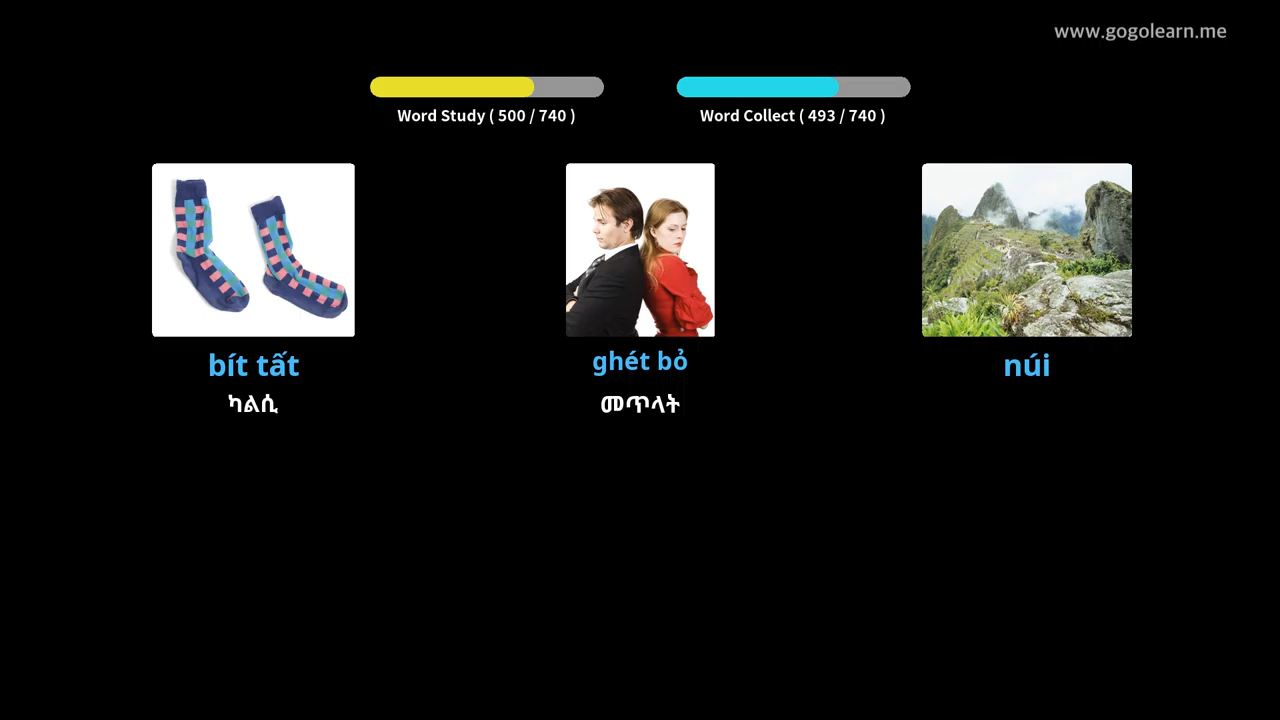 www.gogolearn.me
Word Study ( 500 / 740 )
Word Collect ( 493 / 740 )
bít tất
ghét bỏ
núi
ካልሲ
መጥላት